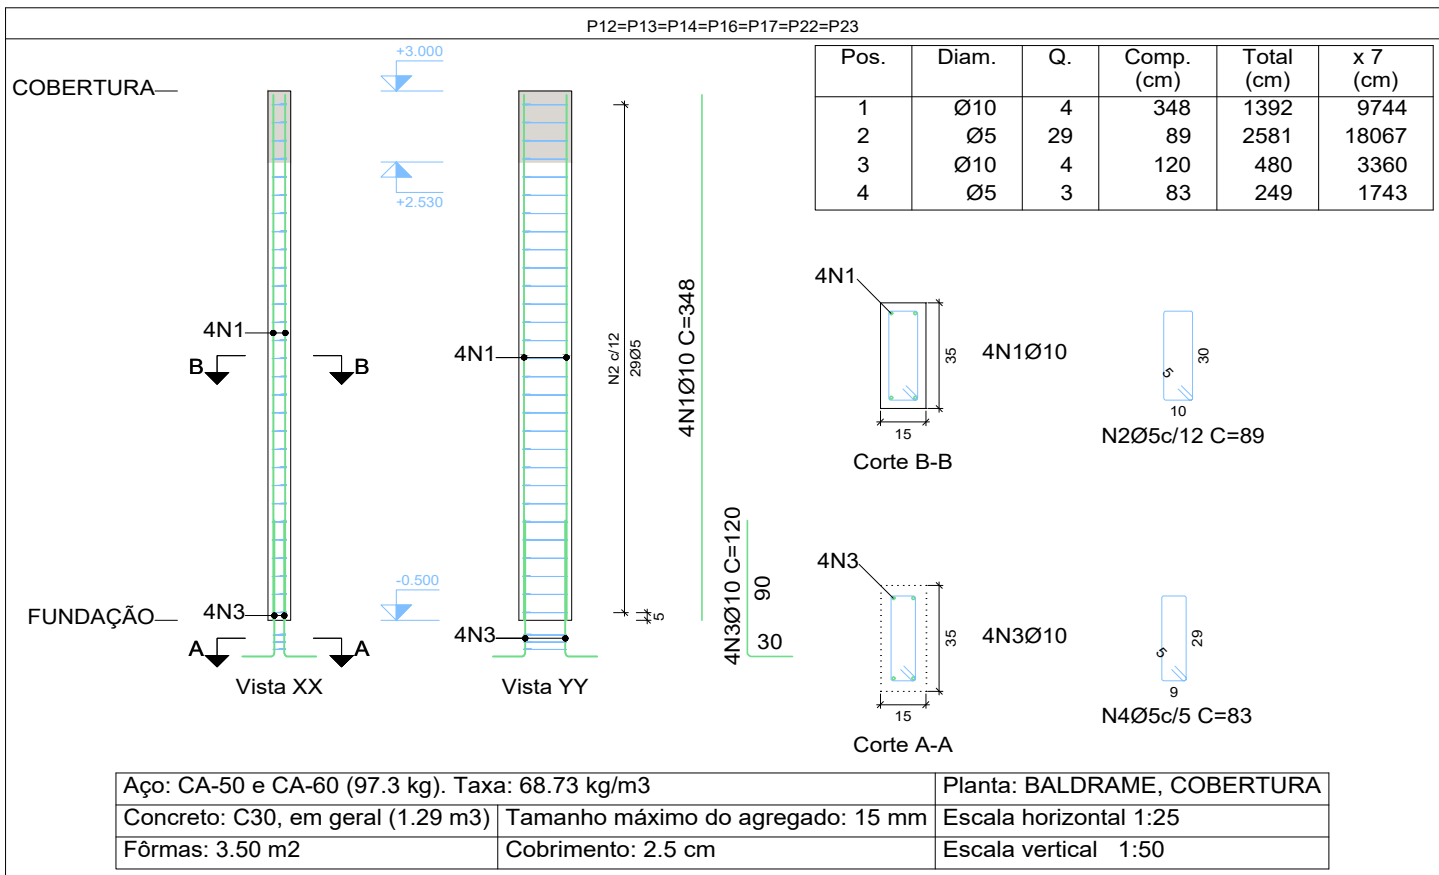 P12=P13=P14=P16=P17=P22=P23
Pos. Diam. Q. Comp. (cm) Total (cm) x 7 (cm)
1 Ø10 4 348 1392 9744
2 Ø5 29 89 2581 18067
3 Ø10 4 120 480 3360
4 Ø5 3 83 249 1743
COBERTURA
+3.000
+2.530
4N1
B B
-0.500
FUNDAÇÃO
4N3
A A
Vista XX
4N1
4N3
Vista YY
N2 c/12
29Ø5
5
4N1Ø10 C=348
4N3Ø10 C=120
90
30
4N1
35
15
4N1Ø10
Corte B-B
5
30
10
N2Ø5c/12 C=89
4N3
35
15
4N3Ø10
Corte A-A
5
29
9
N4Ø5c/5 C=83
Aço: CA-50 e CA-60 (97.3 kg). Taxa: 68.73 kg/m3
Planta: BALDRAME, COBERTURA
Concreto: C30, em geral (1.29 m3)
Tamanho máximo do agregado: 15 mm
Escala horizontal 1:25
Fôrmas: 3.50 m2
Cobrimento: 2.5 cm
Escala vertical 1:50